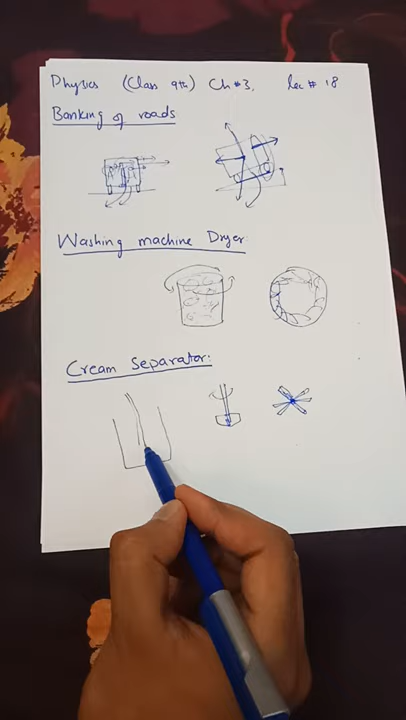 Physics (Class 9th) Ch # 3, lec # 18
Banking of roads
Washing machine Dryer
Cream Separator: